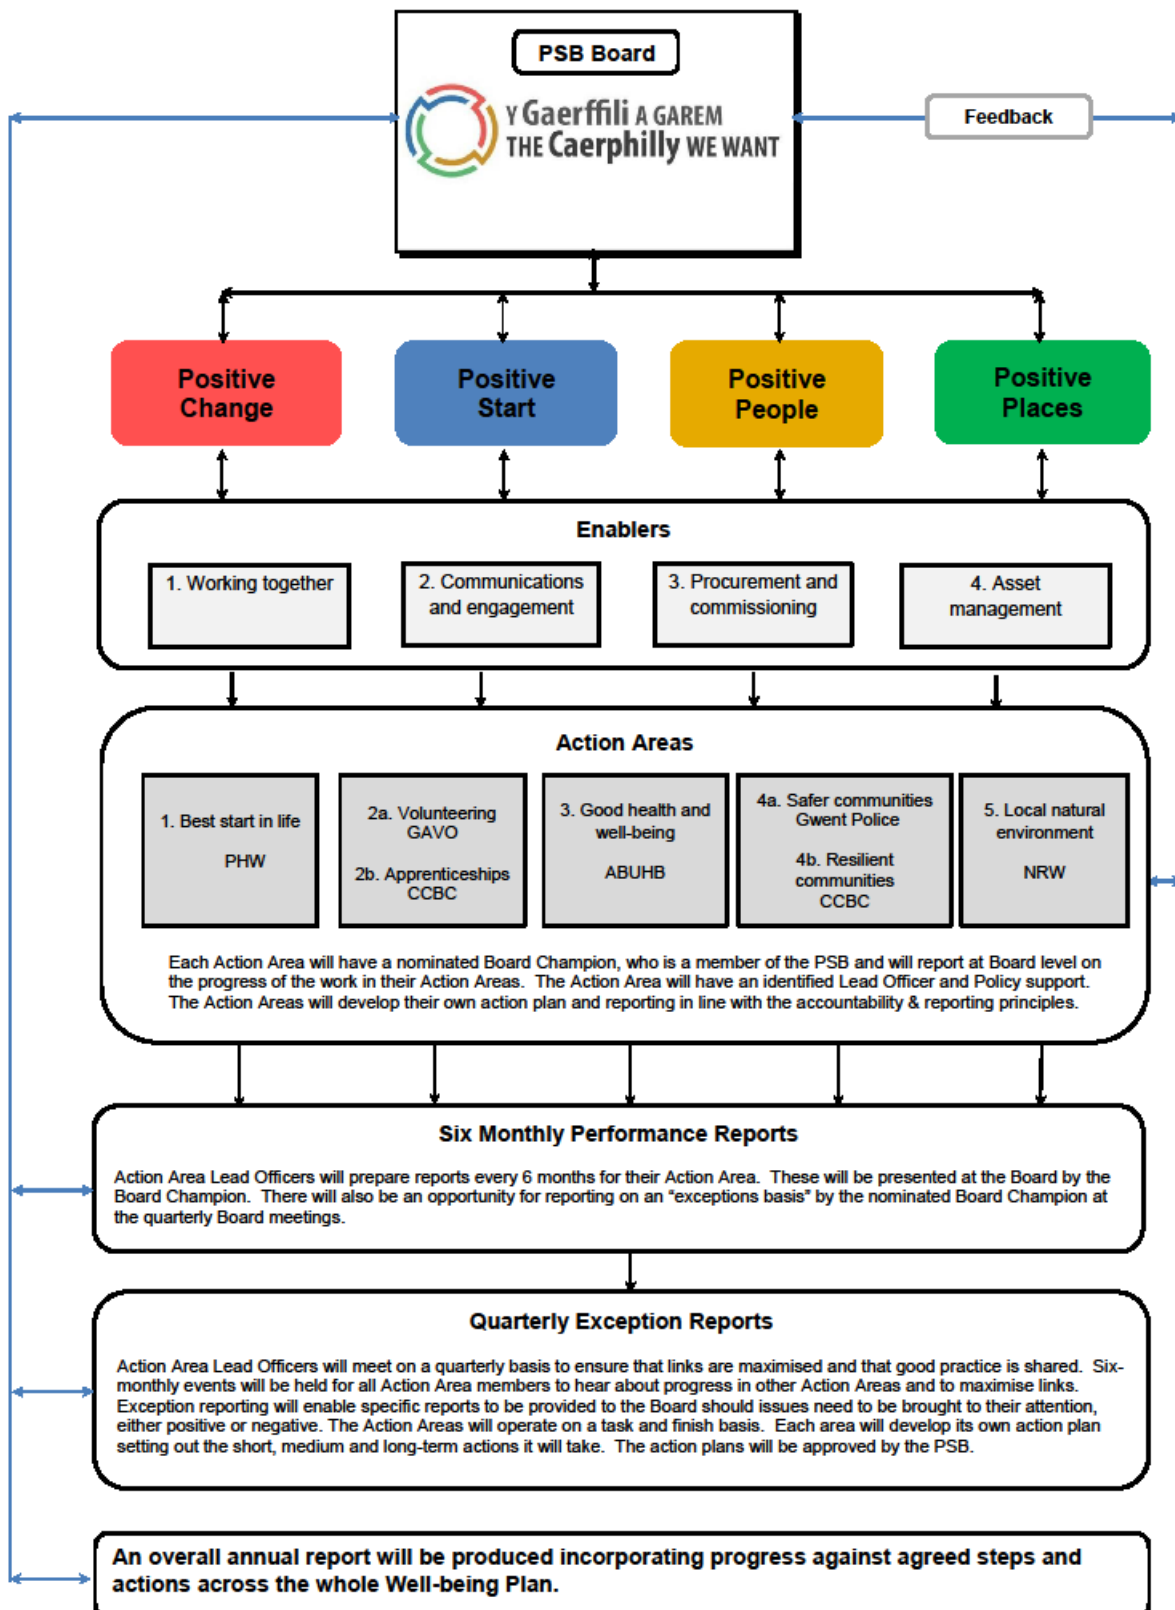 PSB Board
Y Gaerffili A GAREM
THE Caerphilly WE WANT
Feedback
Positive
Change
Positive
Start
Positive
People
Positive
Places
Enablers
1. Working together
2. Communications
and engagement
3. Procurement and
commissioning
4. Asset
management
Action Areas
1. Best start in life
PHW
2a. Volunteering
GAVO
2b. Apprenticeships
CCBC
3. Good health and
well-being
ABUHB
4a. Safer communities
Gwent Police
4b. Resilient
communities
CCBC
5. Local natural
environment
NRW
Each Action Area will have a nominated Board Champion, who is a member of the PSB and will report at Board level on
the progress of the work in their Action Areas.  The Action Area will have an identified Lead Officer and Policy support.
The Action Areas will develop their own action plan and reporting in line with the accountability & reporting principles.
Six Monthly Performance Reports
Action Area Lead Officers will prepare reports every 6 months for their Action Area.  These will be presented at the Board by the
Board Champion.  There will also be an opportunity for reporting on an “exceptions basis” by the nominated Board Champion at
the quarterly Board meetings.
Quarterly Exception Reports
Action Area Lead Officers will meet on a quarterly basis to ensure that links are maximised and that good practice is shared.  Six-
monthly events will be held for all Action Area members to hear about progress in other Action Areas and to maximise links.
Exception reporting will enable specific reports to be provided to the Board should issues need to be brought to their attention,
either positive or negative. The Action Areas will operate on a task and finish basis.  Each area will develop its own action plan
setting out the short, medium and long-term actions it will take.  The action plans will be approved by the PSB.
An overall annual report will be produced incorporating progress against agreed steps and
actions across the whole Well-being Plan.